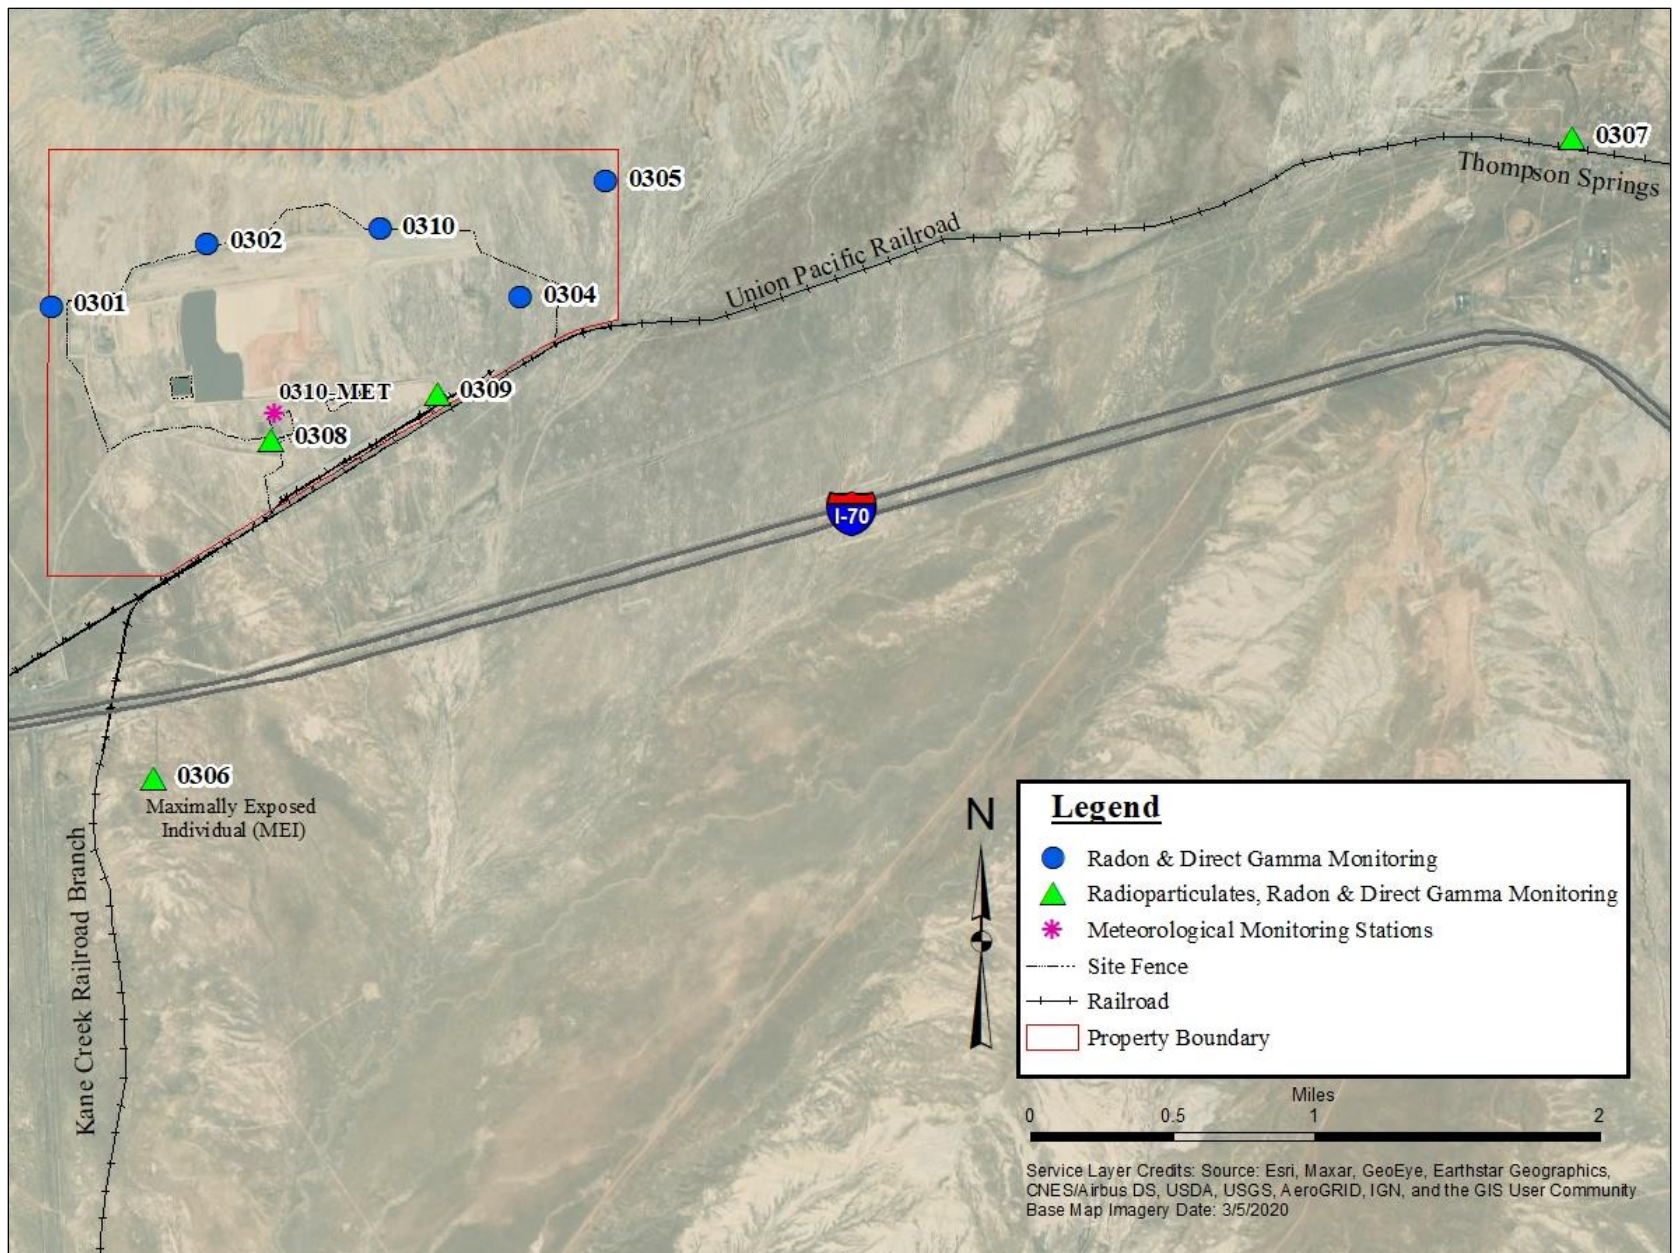 0307
Thompson Springs
0305
Union Pacific Railroad
0310
0302
0304
0301
0310-MET
0309
0308
I-70
0306
Maximally Exposed
Individual (MEI)
Kane Creek Railroad Branch
N
Legend
Radon & Direct Gamma Monitoring
Radioparticulates, Radon & Direct Gamma Monitoring
Meteorological Monitoring Stations
Site Fence
Railroad
Property Boundary
Miles
0 0.5 1 2
Service Layer Credits: Source: Esri, Maxar, GeoEye, Earthstar Geographics,
CNES/Airbus DS, USDA, USGS, AeroGRID, IGN, and the GIS User Community
Base Map Imagery Date: 3/5/2020